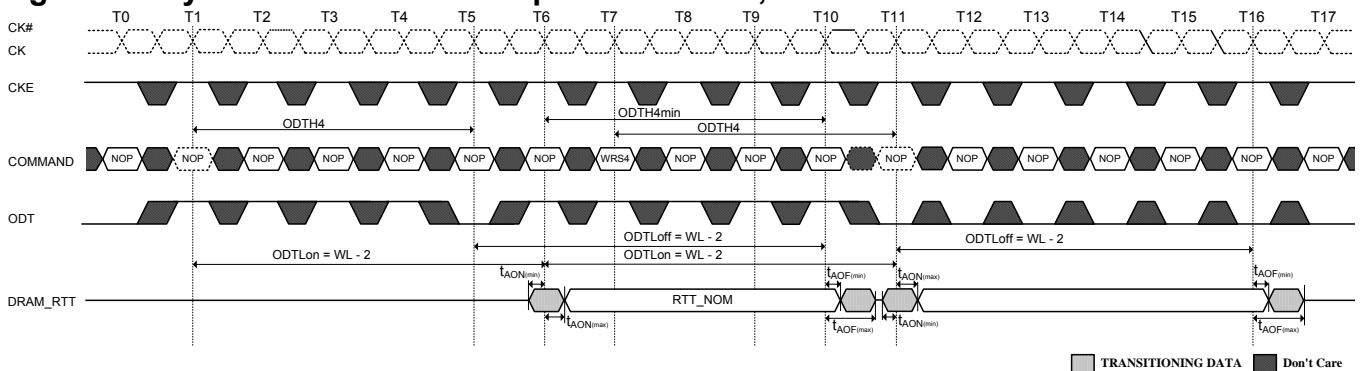 T0 T1 T2 T3 T4 T5 T6 T7 T8 T9 T10 T11 T12 T13 T14 T15 T16 T17
CK#
CK
CKE
ODTH4min
ODTH4
ODTH4
COMMAND NOP NOP NOP NOP NOP NOP NOP WRS4 NOP NOP NOP NOP NOP NOP NOP NOP NOP NOP
ODT
ODTLoff = WL - 2
ODTLoff = WL - 2
ODTLon = WL - 2
ODTLon = WL - 2
tAON(min) tAOF(min) tAON(max) tAOF(min)
DRAM_RTT RTT_NOM
tAON(max) tAOF(max) tAON(min) tAOF(max)
TRANSITIONING DATA Don't Care